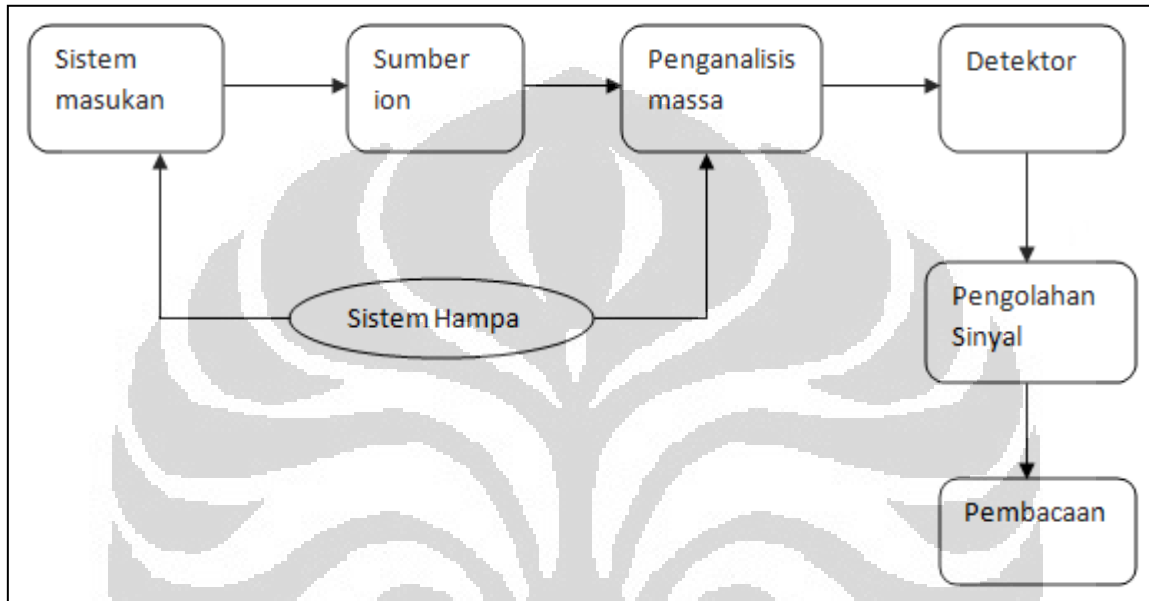 Sistem
masukan
Sumber
ion
Penganalisis
massa
Detektor
Sistem Hampa
Pengolahan
Sinyal
Pembacaan